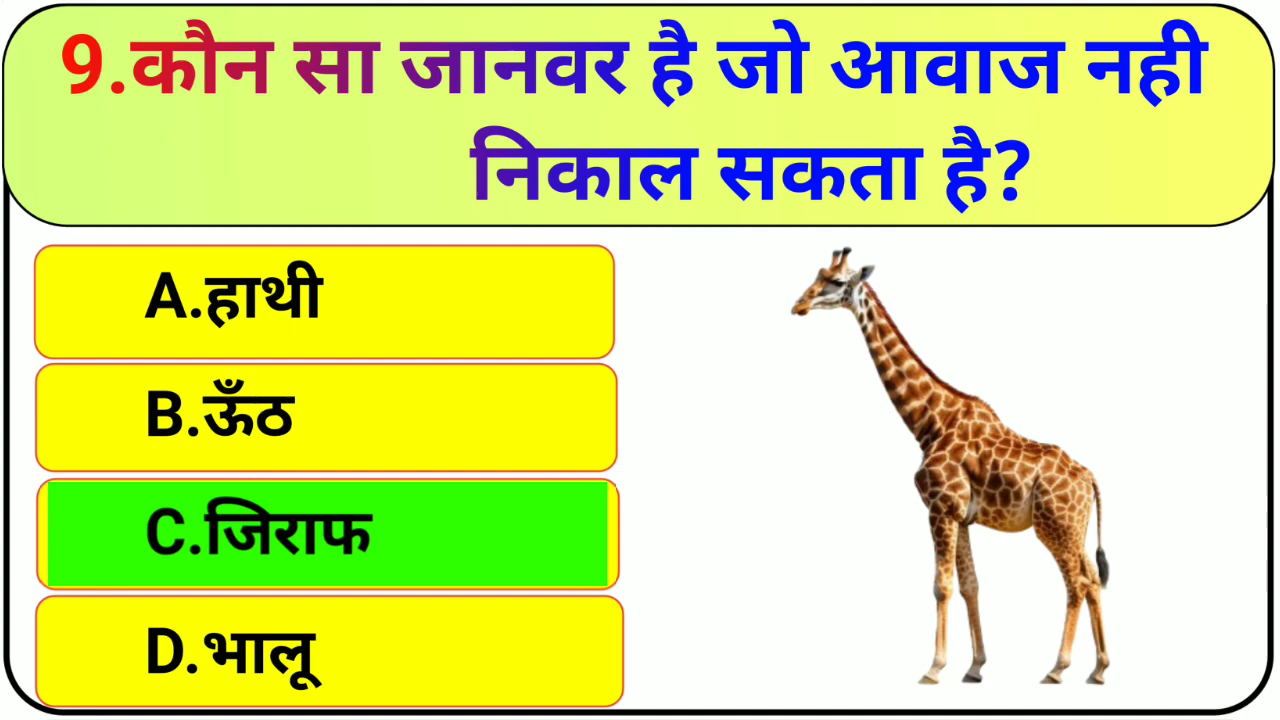 9.कौन सा जानवर है जो आवाज नही
निकाल सकता है?
A.हाथी
B.ऊँठ
C.जिराफ
D.भालू